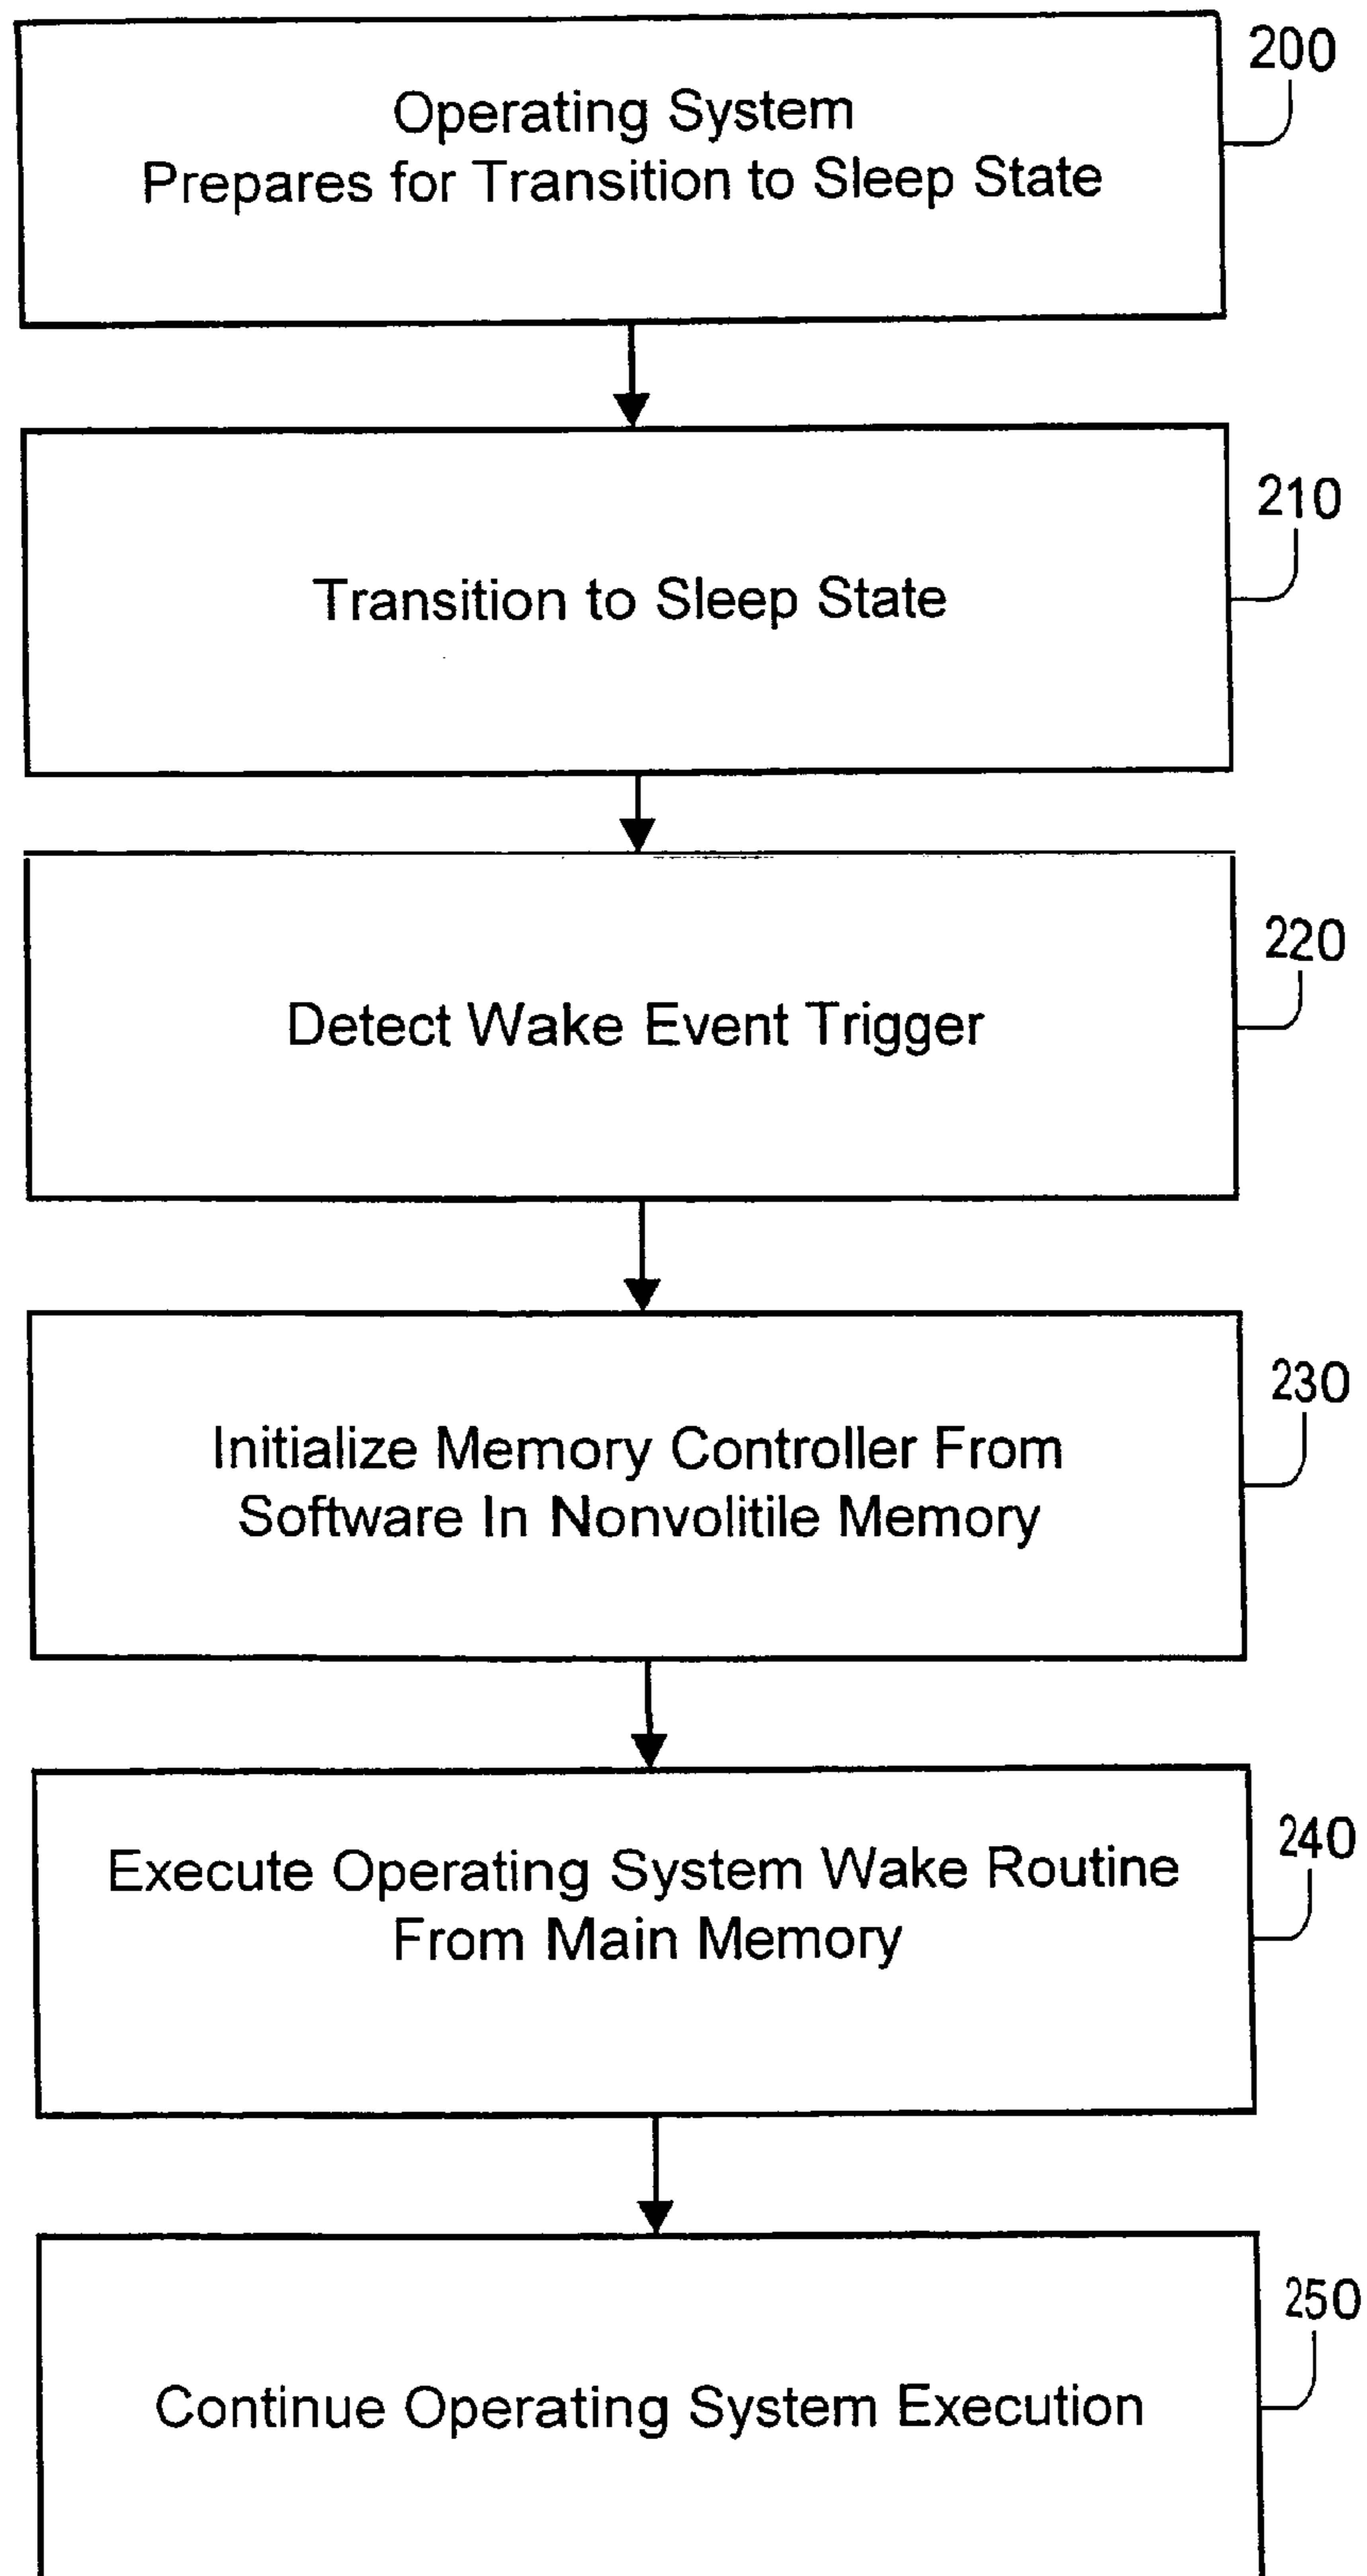 200
Operating System
Prepares for Transition to Sleep State
210
Transition to Sleep State
220
Detect Wake Event Trigger
230
Initialize Memory Controller From
Software In Nonvolitile Memory
240
Execute Operating System Wake Routine
From Main Memory
250
Continue Operating System Execution